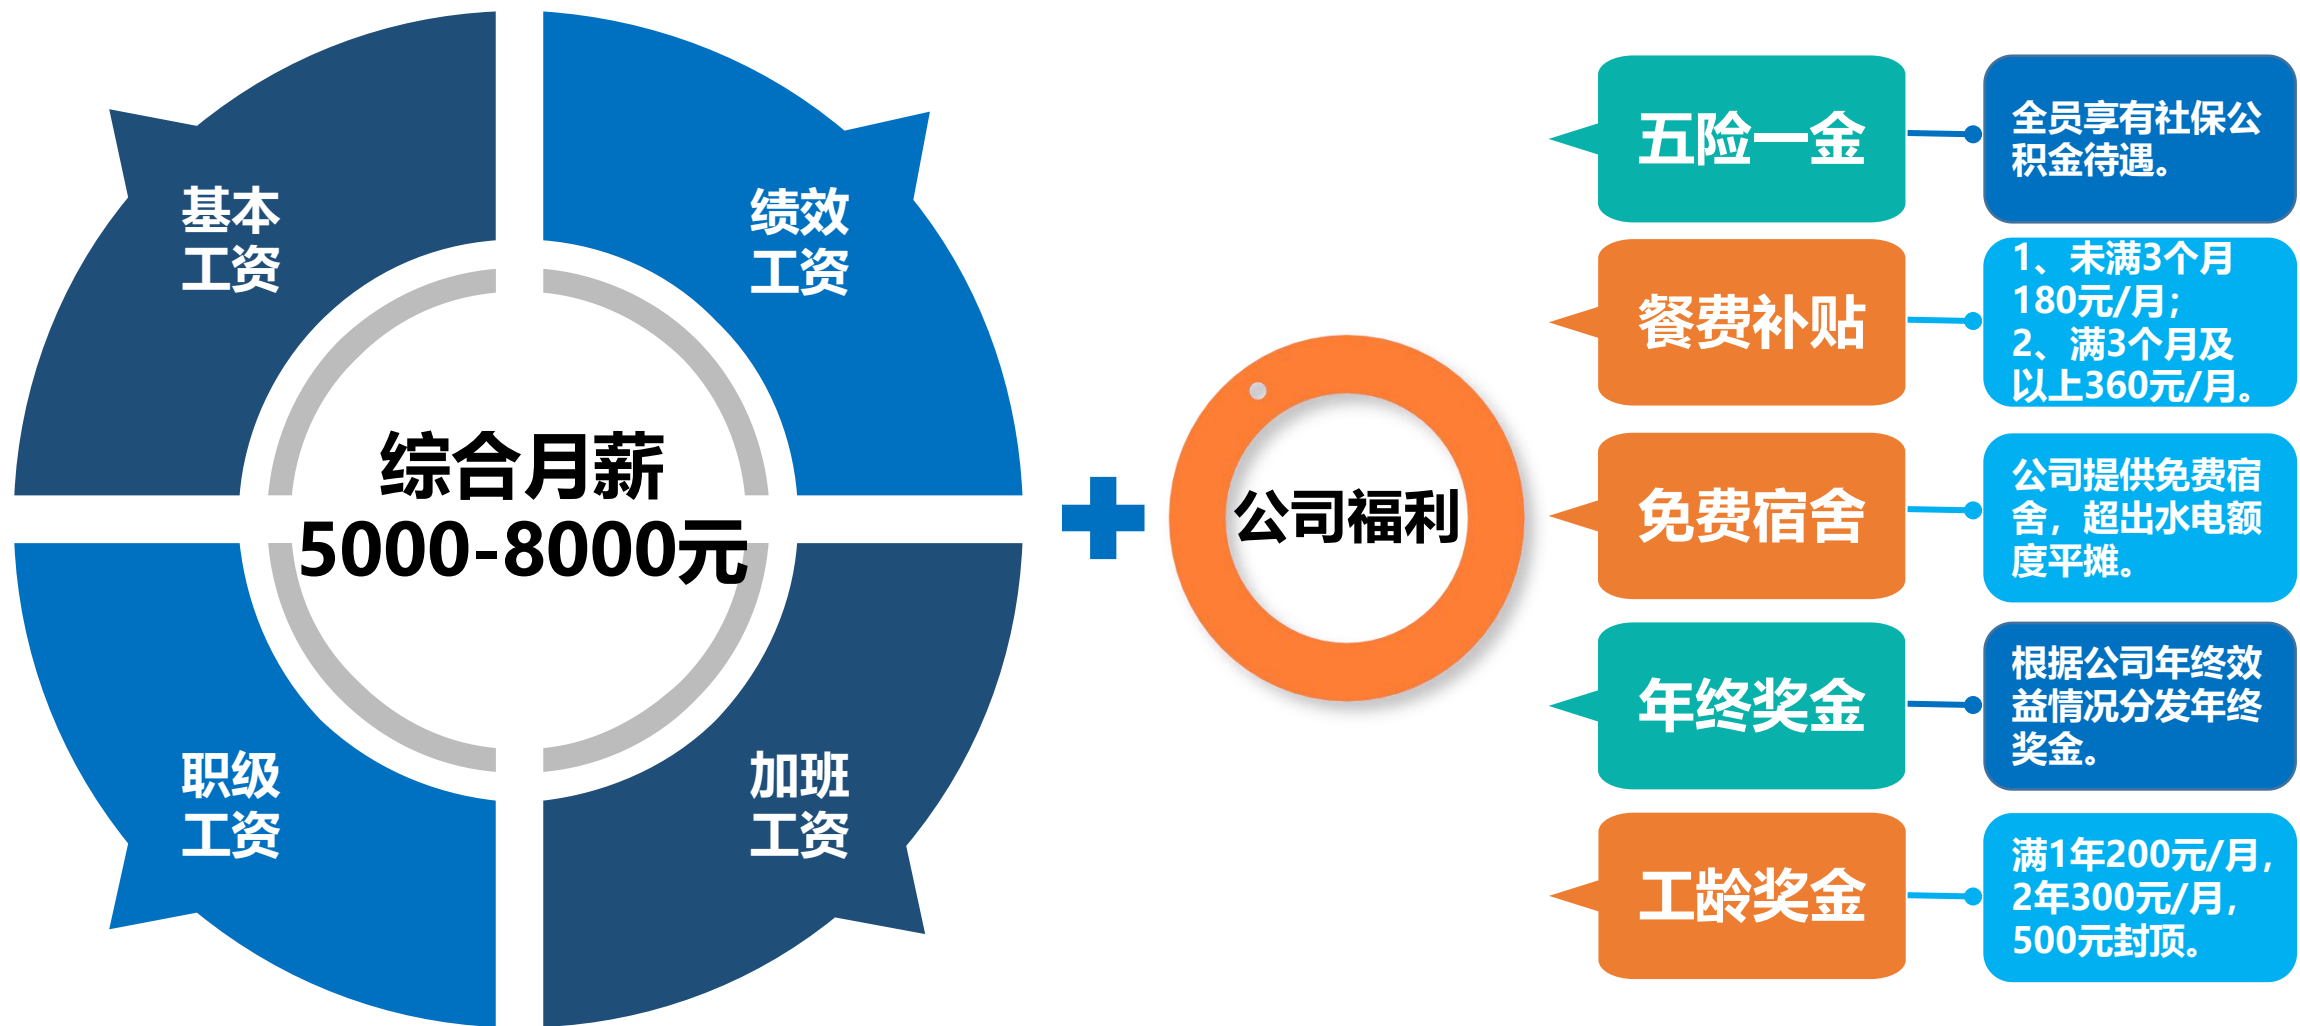 基本
工资
绩效
工资
综合月薪
5000-8000元
职级
工资
加班
工资
公司福利
五险一金
全员享有社保公
积金待遇。
餐费补贴
1、未满3个月
180元/月；
2、满3个月及
以上360元/月。
免费宿舍
公司提供免费宿
舍，超出水电额
度平摊。
年终奖金
根据公司年终效
益情况分发年终
奖金。
工龄奖金
满1年200元/月，
2年300元/月，
500元封顶。